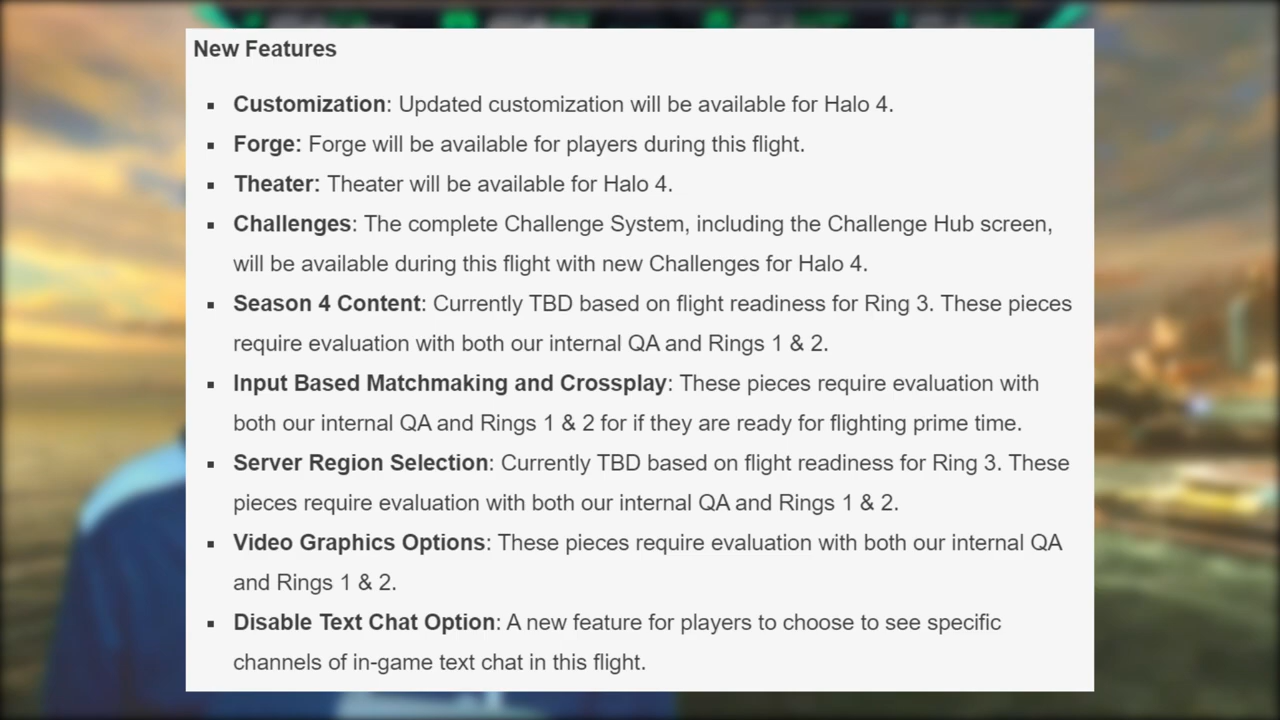 New Features
▪ Customization: Updated customization will be available for Halo 4.
▪ Forge: Forge will be available for players during this flight.
▪ Theater: Theater will be available for Halo 4.
▪ Challenges: The complete Challenge System, including the Challenge Hub screen,
will be available during this flight with new Challenges for Halo 4.
▪ Season 4 Content: Currently TBD based on flight readiness for Ring 3. These pieces
require evaluation with both our internal QA and Rings 1 & 2.
▪ Input Based Matchmaking and Crossplay: These pieces require evaluation with
both our internal QA and Rings 1 & 2 for if they are ready for flighting prime time.
▪ Server Region Selection: Currently TBD based on flight readiness for Ring 3. These
pieces require evaluation with both our internal QA and Rings 1 & 2.
▪ Video Graphics Options: These pieces require evaluation with both our internal QA
and Rings 1 & 2.
▪ Disable Text Chat Option: A new feature for players to choose to see specific
channels of in-game text chat in this flight.